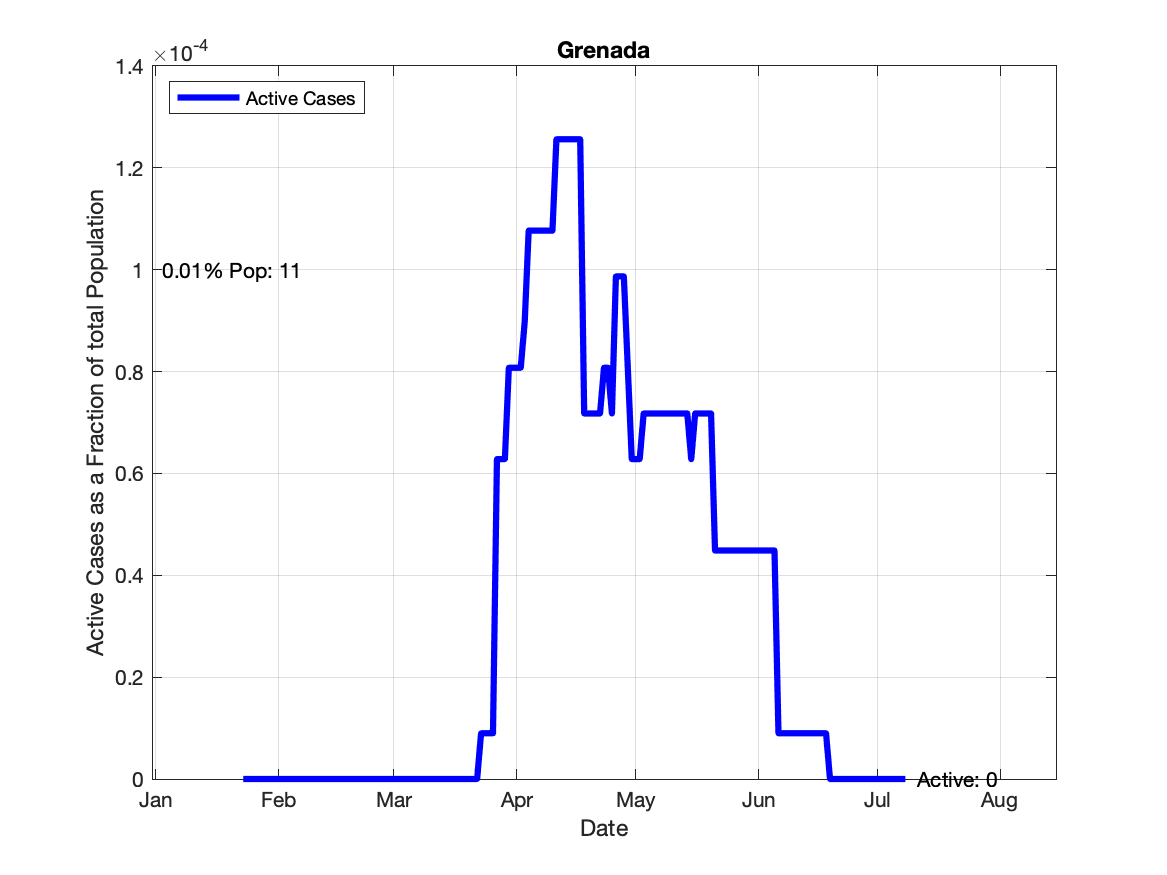 Grenada
×10-4
1.4
1.2
1
0.8
0.6
0.4
0.2
0
Active Cases
0.01% Pop: 11
Active: 0
Active Cases as a Fraction of total Population
Jan Feb Mar Apr May Jun Jul Aug
Date